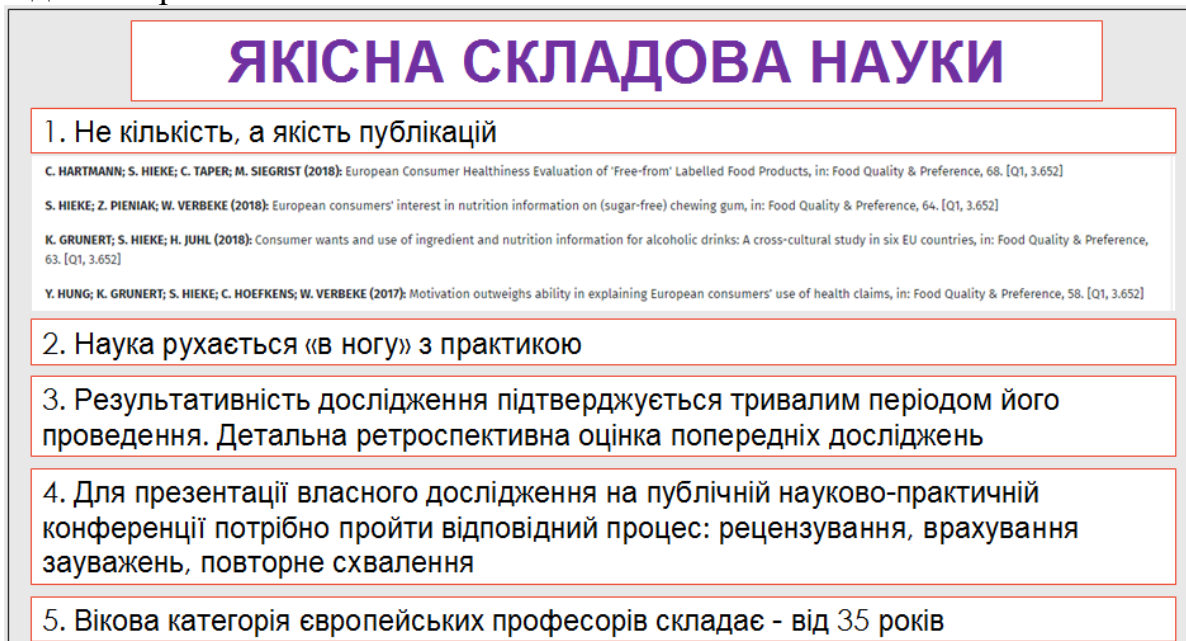 ЯКІСНА СКЛАДОВА НАУКИ
1. Не кількість, а якість публікацій
C. HARTMANN; S. HIEKE; C. TAPER; M. SIEGRIST (2018): European Consumer Healthiness Evaluation of 'Free-from' Labelled Food Products, in: Food Quality & Preference, 68. [Q1, 3.652]
S. HIEKE; Z. PIENIAK; W. VERBEKE (2018): European consumers' interest in nutrition information on (sugar-free) chewing gum, in: Food Quality & Preference, 64. [Q1, 3.652]
K. GRUNERT; S. HIEKE; H. JUHL (2018): Consumer wants and use of ingredient and nutrition information for alcoholic drinks: A cross-cultural study in six EU countries, in: Food Quality & Preference,
63. [Q1, 3.652]
Y. HUNG; K. GRUNERT; S. HIEKE; C. HOEFKENS; W. VERBEKE (2017): Motivation outweighs ability in explaining European consumers' use of health claims, in: Food Quality & Preference, 58. [Q1, 3.652]
2. Наука рухається «в ногу» з практикою
3. Результативність дослідження підтверджується тривалим періодом його
проведення. Детальна ретроспективна оцінка попередніх досліджень
4. Для презентації власного дослідження на публічній науково-практичній
конференції потрібно пройти відповідний процес: рецензування, врахування
зауважень, повторне схвалення
5. Вікова категорія європейських професорів складає - від 35 років